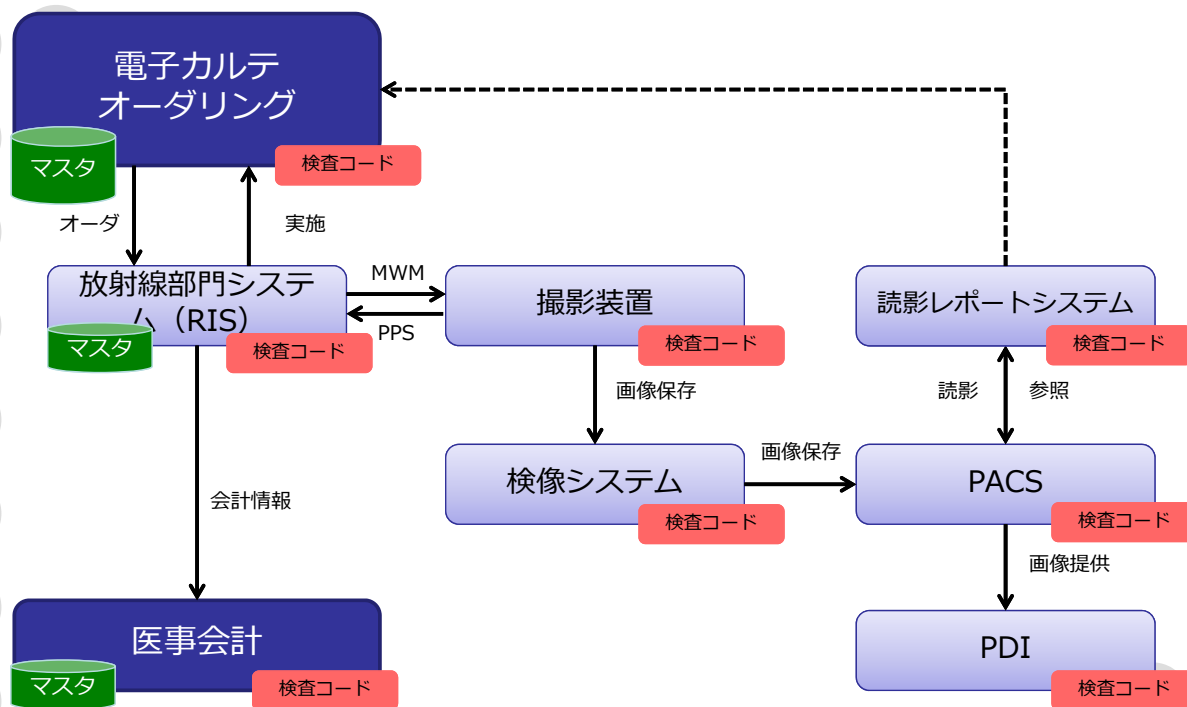 電子カルテ
オーダリング
マスタ
検査コード
オーダ
実施
放射線部門システ
ム（RIS）
マスタ
検査コード
MWM
PPS
撮影装置
検査コード
読影レポートシステム
検査コード
画像保存
読影
参照
検像システム
検査コード
画像保存
PACS
検査コード
会計情報
画像提供
医事会計
マスタ
検査コード
PDI
検査コード